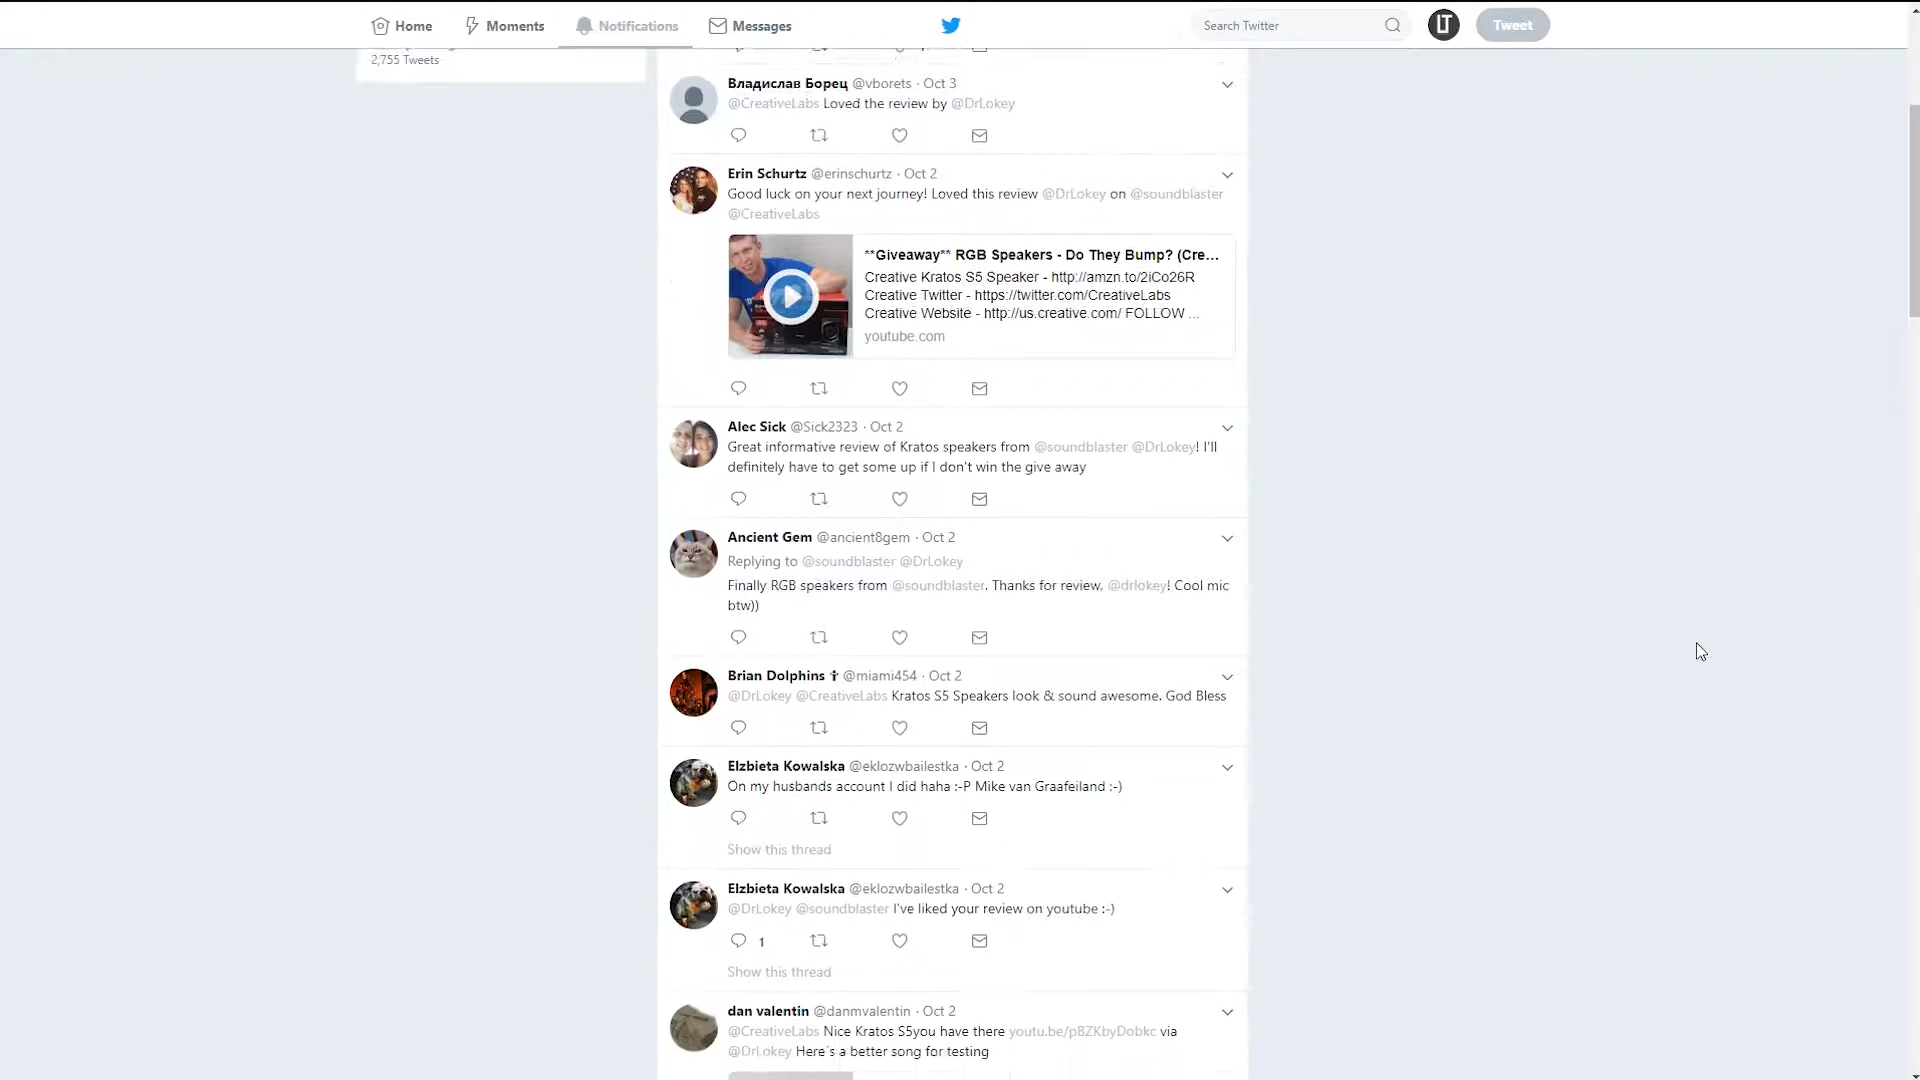 Home
Moments
Notifications
Messages
Search Twitter
LT
Tweet
2,755 Tweets
Владислав Борец @vborets · Oct 3
@CreativeLabs Loved the review by @DrLokey
Erin Schurtz @erinschurtz · Oct 2
Good luck on your next journey! Loved this review @DrLokey on @soundblaster
@CreativeLabs
**Giveaway** RGB Speakers - Do They Bump? (Cre...
Creative Kratos S5 Speaker - http://amzn.to/2iCo26R
Creative Twitter - https://twitter.com/CreativeLabs
Creative Website - http://us.creative.com/ FOLLOW ...
youtube.com
Alec Sick @Sick2323 · Oct 2
Great informative review of Kratos speakers from @soundblaster @DrLokey! I'll
definitely have to get some up if I don't win the give away
Ancient Gem @ancient8gem · Oct 2
Replying to @soundblaster @DrLokey
Finally RGB speakers from @soundblaster. Thanks for review, @drlokey! Cool mic
btw))
Brian Dolphins ✝ @miami454 · Oct 2
@DrLokey @CreativeLabs Kratos S5 Speakers look & sound awesome. God Bless
Elzbieta Kowalska @eklozwbailestka · Oct 2
On my husbands account I did haha :-P Mike van Graafeiland :-)
Show this thread
Elzbieta Kowalska @eklozwbailestka · Oct 2
@DrLokey @soundblaster I've liked your review on youtube :-)
1
Show this thread
dan valentin @danmvalentin · Oct 2
@CreativeLabs Nice Kratos S5you have there youtu.be/pBZKbyDobkc via
@DrLokey Here´s a better song for testing